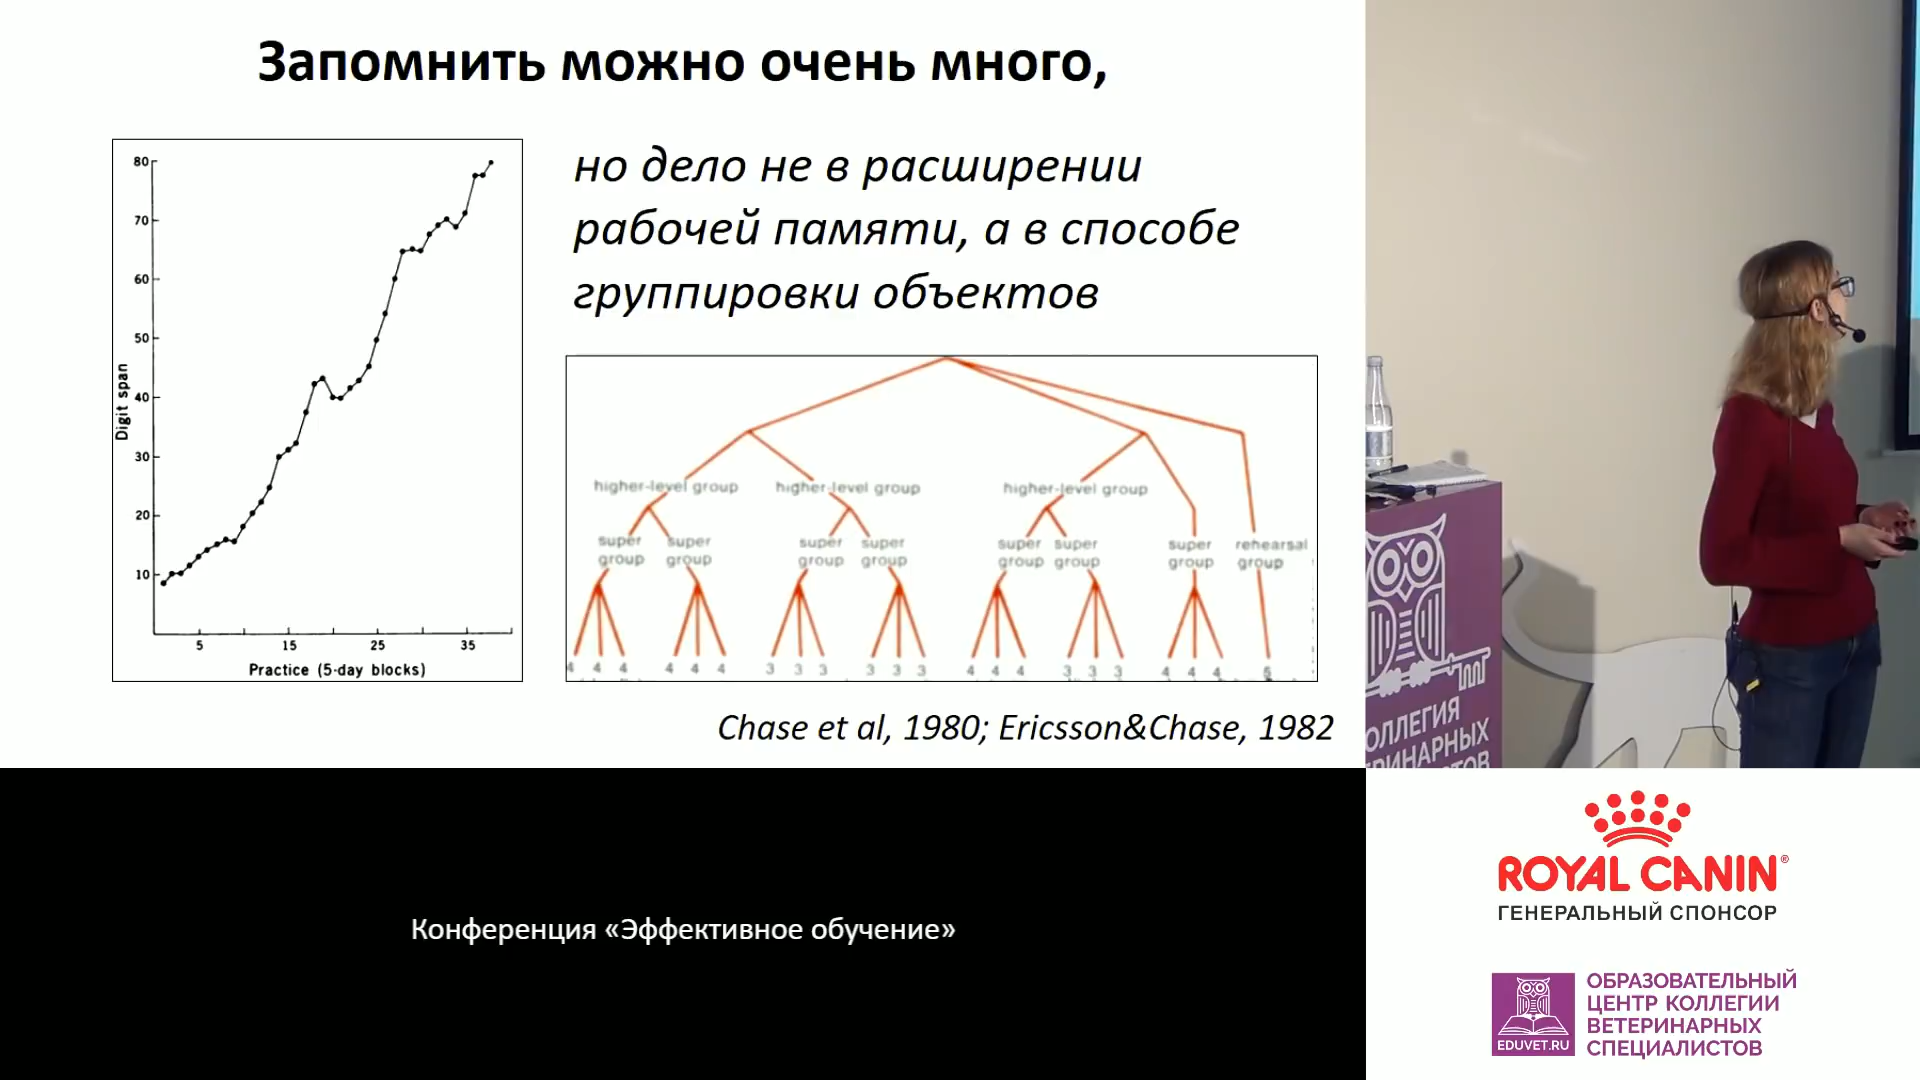 Запомнить можно очень много,
но дело не в расширении
рабочей памяти, а в способе
группировки объектов
80
70
60
50
40
30
20
10
Digit span
5 15 25 35
Practice (5-day blocks)
higher-level group higher-level group higher-level group
super super super super super super super rehearsal
group group group group group group group group
4 4 4 4 4 4 3 3 3 3 3 3 4 4 4 3 3 3 4 4 4 5
Chase et al, 1980; Ericsson&Chase, 1982
ОЛЛЕГИЯ
РИНАРНЫХ
ТОВ
Конференция «Эффективное обучение»
ROYAL CANIN®
ГЕНЕРАЛЬНЫЙ СПОНСОР
EDUVET.RU
ОБРАЗОВАТЕЛЬНЫЙ
ЦЕНТР КОЛЛЕГИИ
ВЕТЕРИНАРНЫХ
СПЕЦИАЛИСТОВ